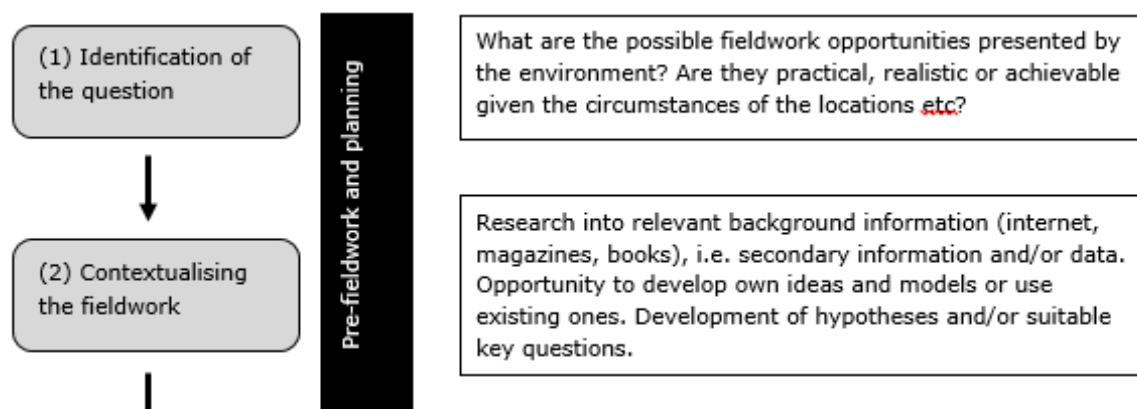 (1) Identification of
the question
What are the possible fieldwork opportunities presented by
the environment? Are they practical, realistic or achievable
given the circumstances of the locations etc?
Pre-fieldwork and planning
(2) Contextualising
the fieldwork
Research into relevant background information (internet,
magazines, books), i.e. secondary information and/or data.
Opportunity to develop own ideas and models or use
existing ones. Development of hypotheses and/or suitable
key questions.